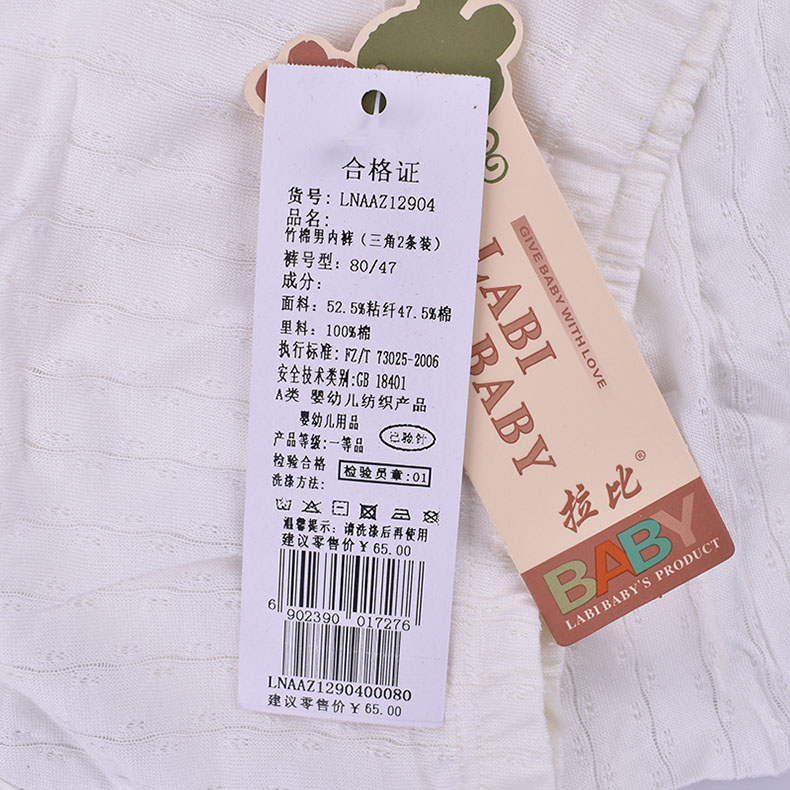 合格证
货号: LNAAZ12904
品名:
竹棉男内裤(三角2条装)
裤号型: 80/47
成分:
面料: 52.5%粘纤47.5%棉
里料: 100%棉
执行标准: FZ/T 73025-2006
安全技术类别:GB 18401
A类 婴幼儿纺织产品
婴幼儿用品
产品等级:一等品
已验针
检验合格
检验员章:01
洗涤方法:
温馨提示: 请洗涤后再使用
建议零售价¥65.00
6 902390 017276
LNAAZ1290400080
建议零售价¥65.00
GIVE BABY WITH LOVE
LABI
BABY
拉比®
BABY
LABI BABY'S PRODUCT